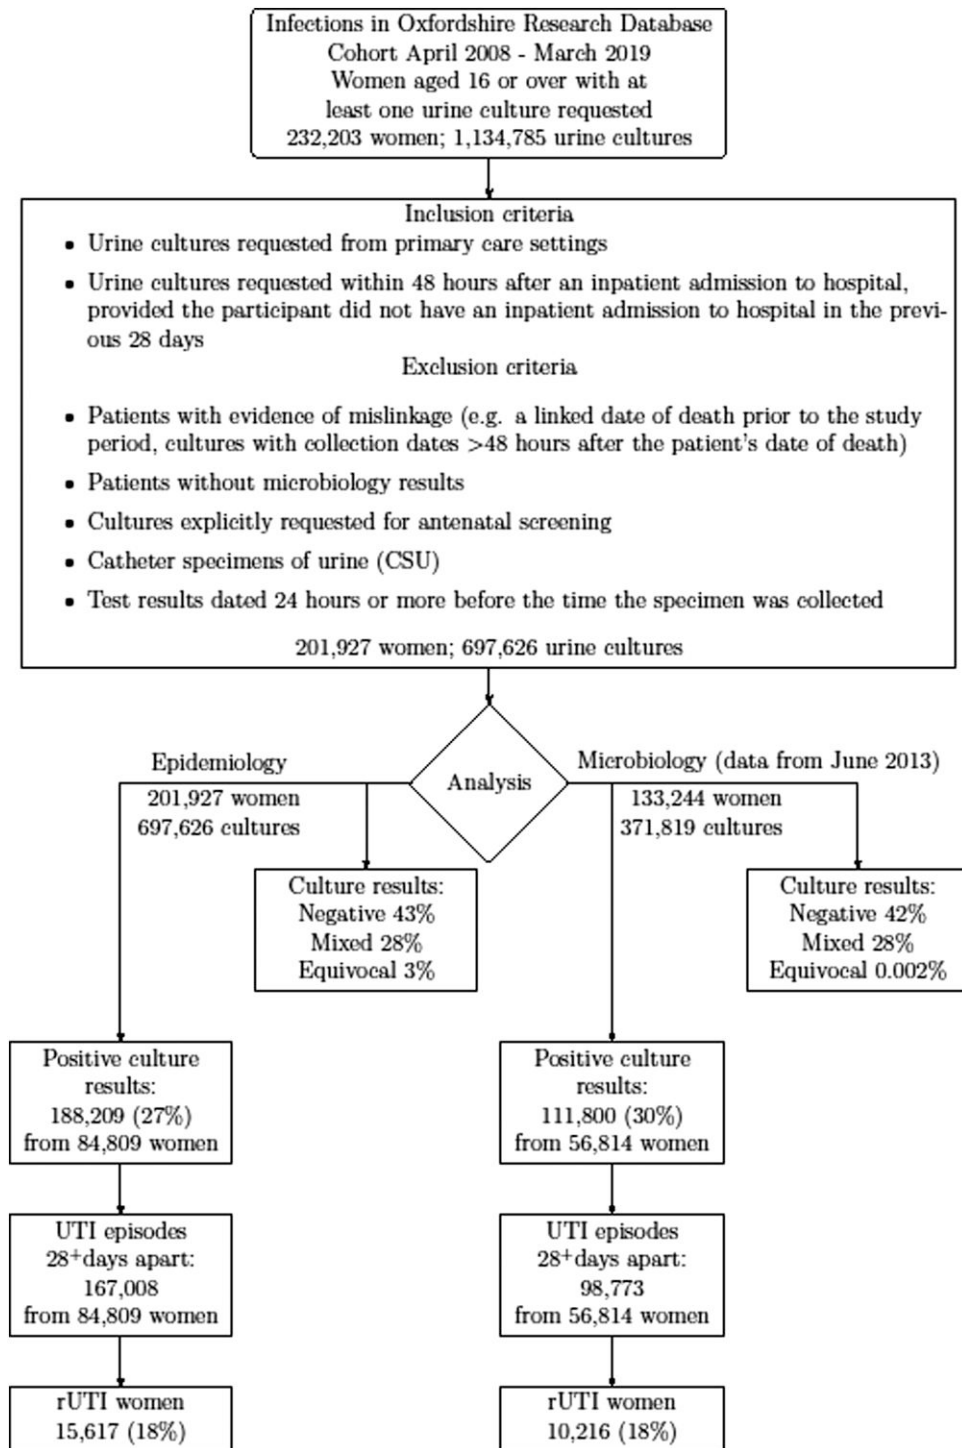 Infections in Oxfordshire Research Database
Cohort April 2008 - March 2019
Women aged 16 or over with at
least one urine culture requested
232,203 women; 1,134,785 urine cultures
Inclusion criteria
• Urine cultures requested from primary care settings
• Urine cultures requested within 48 hours after an inpatient admission to hospital,
provided the participant did not have an inpatient admission to hospital in the previ-
ous 28 days
Exclusion criteria
• Patients with evidence of mislinkage (e.g. a linked date of death prior to the study
period, cultures with collection dates >48 hours after the patient's date of death)
• Patients without microbiology results
• Cultures explicitly requested for antenatal screening
• Catheter specimens of urine (CSU)
• Test results dated 24 hours or more before the time the specimen was collected
201,927 women; 697,626 urine cultures
Analysis
Epidemiology
201,927 women
697,626 cultures
Culture results:
Negative 43%
Mixed 28%
Equivocal 3%
Positive culture
results:
188,209 (27%)
from 84,809 women
UTI episodes
28⁺days apart:
167,008
from 84,809 women
rUTI women
15,617 (18%)
Microbiology (data from June 2013)
133,244 women
371,819 cultures
Culture results:
Negative 42%
Mixed 28%
Equivocal 0.002%
Positive culture
results:
111,800 (30%)
from 56,814 women
UTI episodes
28⁺days apart:
98,773
from 56,814 women
rUTI women
10,216 (18%)